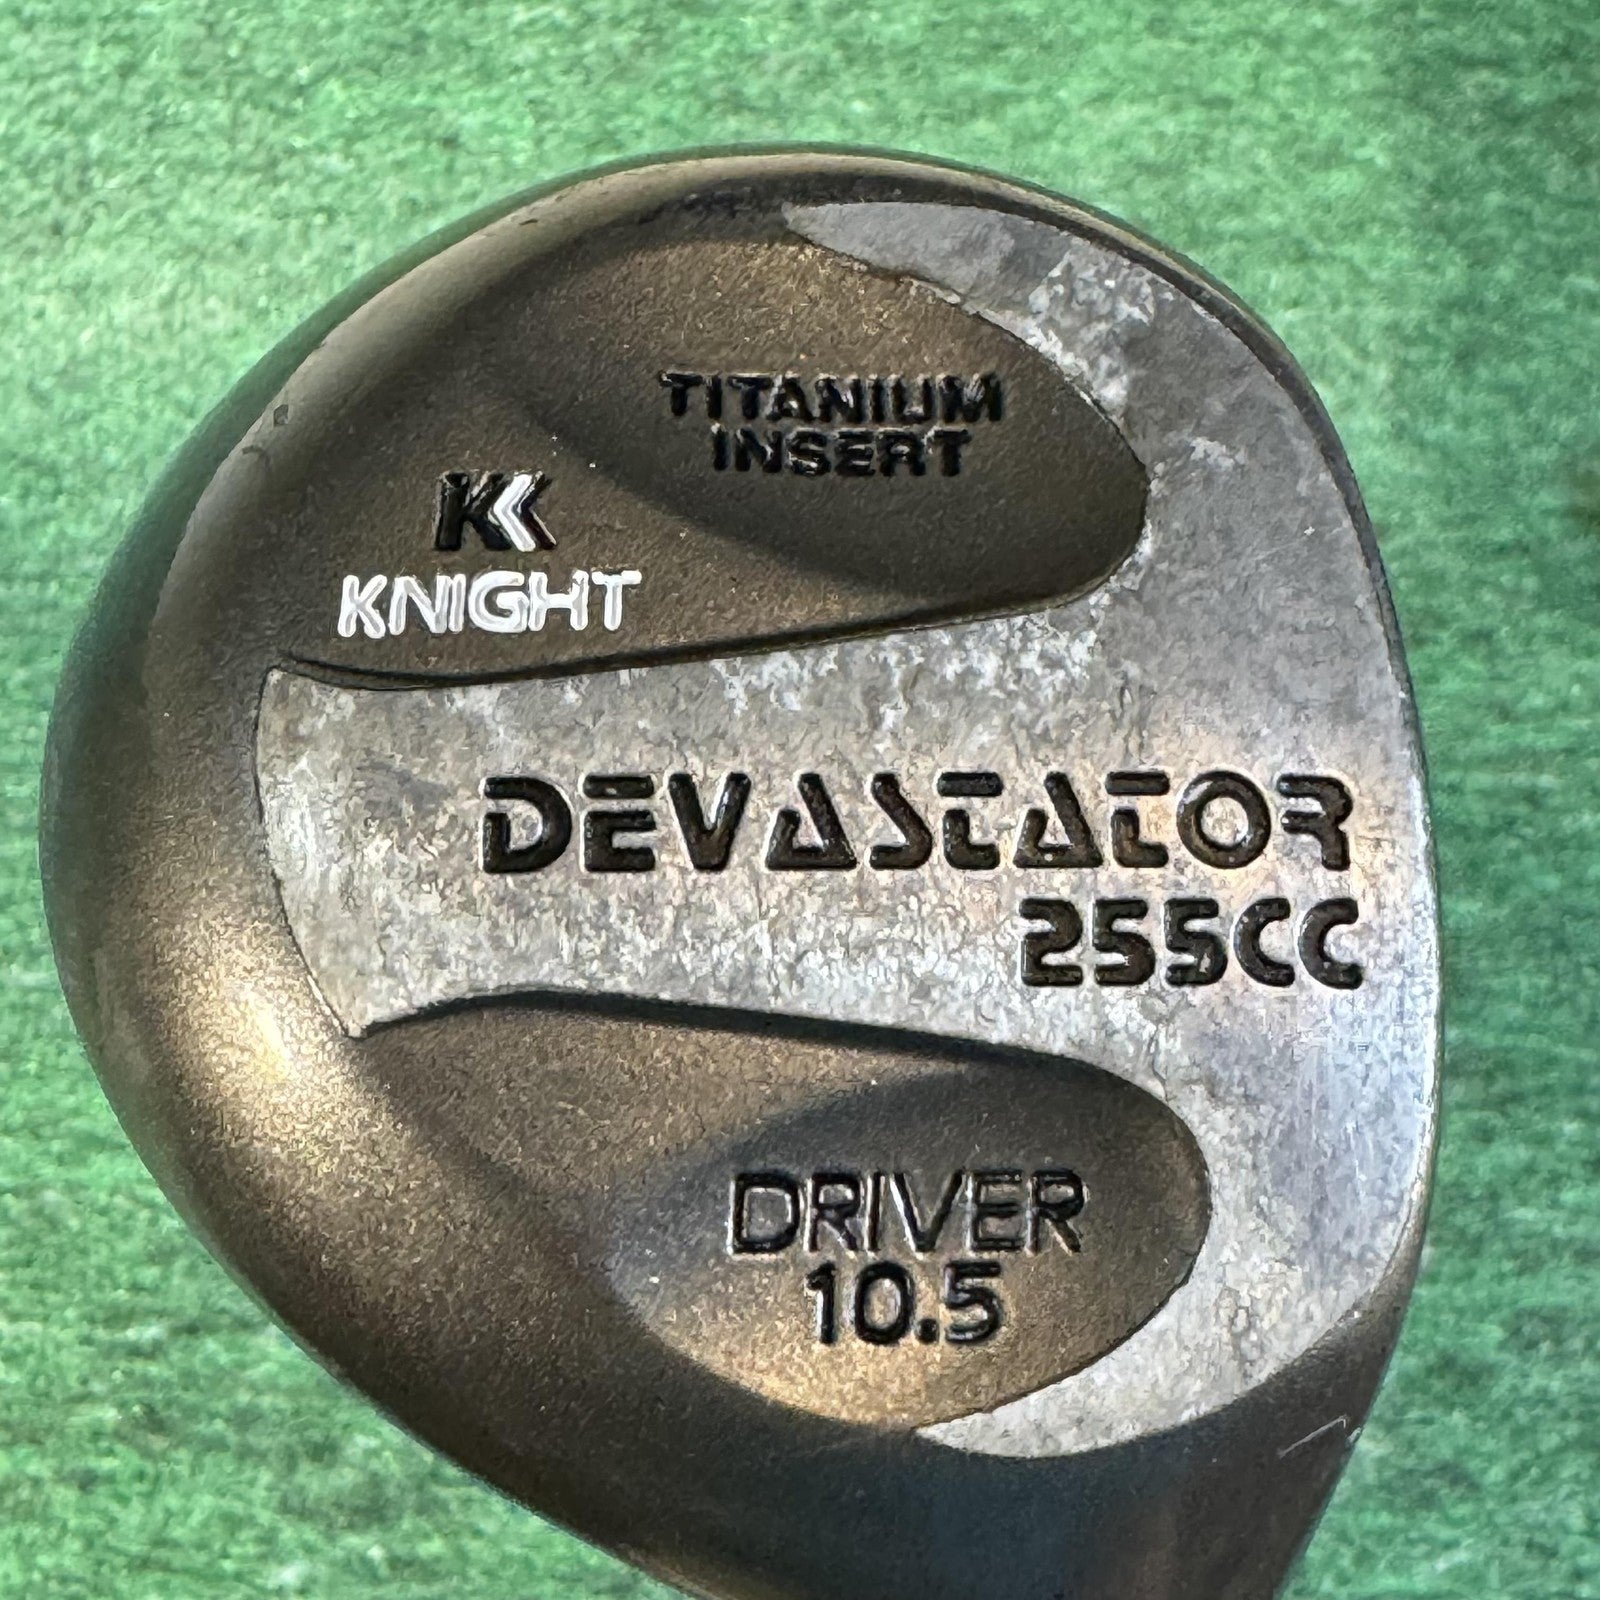 TITANIUM
INSERT
K
KNIGHT
DEVASTATOR
255CC
DRIVER
10.5